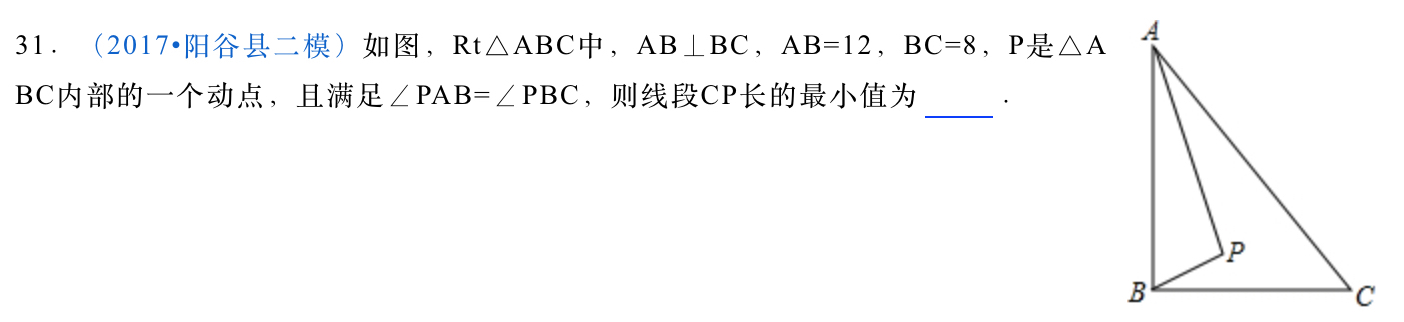 31.（2017•阳谷县二模）如图，Rt△ABC中，AB⊥BC，AB=12，BC=8，P是△A
BC内部的一个动点，且满足∠PAB=∠PBC，则线段CP长的最小值为 ____ .
A
P
B
C